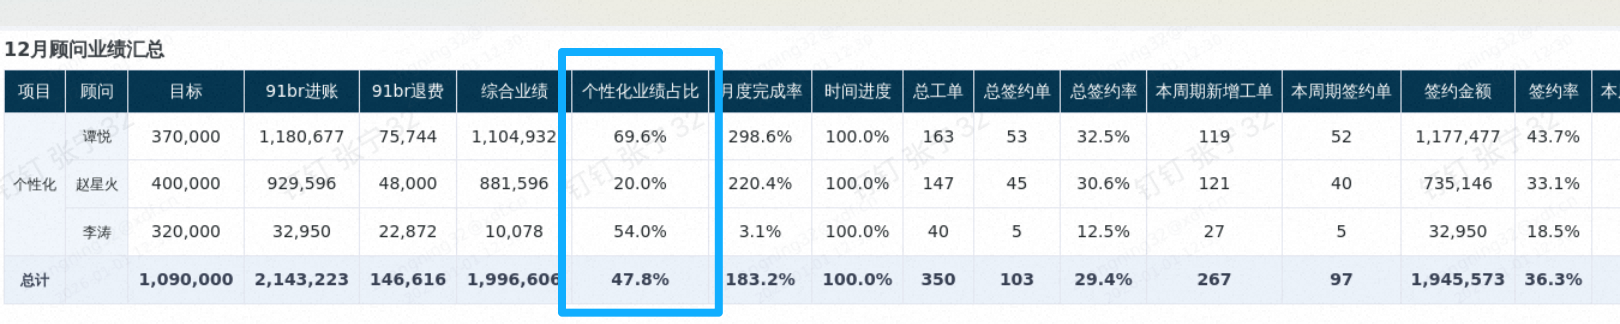 12月顾问业绩汇总
项目 顾问 目标 91br进账 91br退费 综合业绩 个性化业绩占比 月度完成率 时间进度 总工单 总签约单 总签约率 本周期新增工单 本周期签约单 签约金额 签约率 本
谭悦 370,000 1,180,677 75,744 1,104,932 69.6% 298.6% 100.0% 163 53 32.5% 119 52 1,177,477 43.7%
个性化 赵星火 400,000 929,596 48,000 881,596 20.0% 220.4% 100.0% 147 45 30.6% 121 40 735,146 33.1%
李涛 320,000 32,950 22,872 10,078 54.0% 3.1% 100.0% 40 5 12.5% 27 5 32,950 18.5%
总计 1,090,000 2,143,223 146,616 1,996,606 47.8% 183.2% 100.0% 350 103 29.4% 267 97 1,945,573 36.3%
钉钉 张宁 32